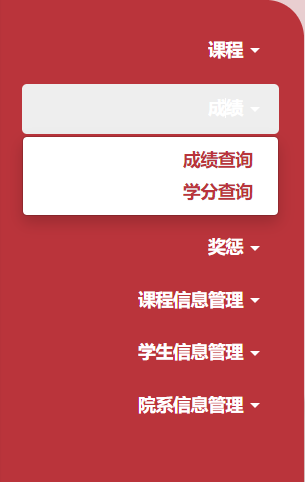 课程
成绩
成绩查询
学分查询
奖惩
课程信息管理
学生信息管理
院系信息管理